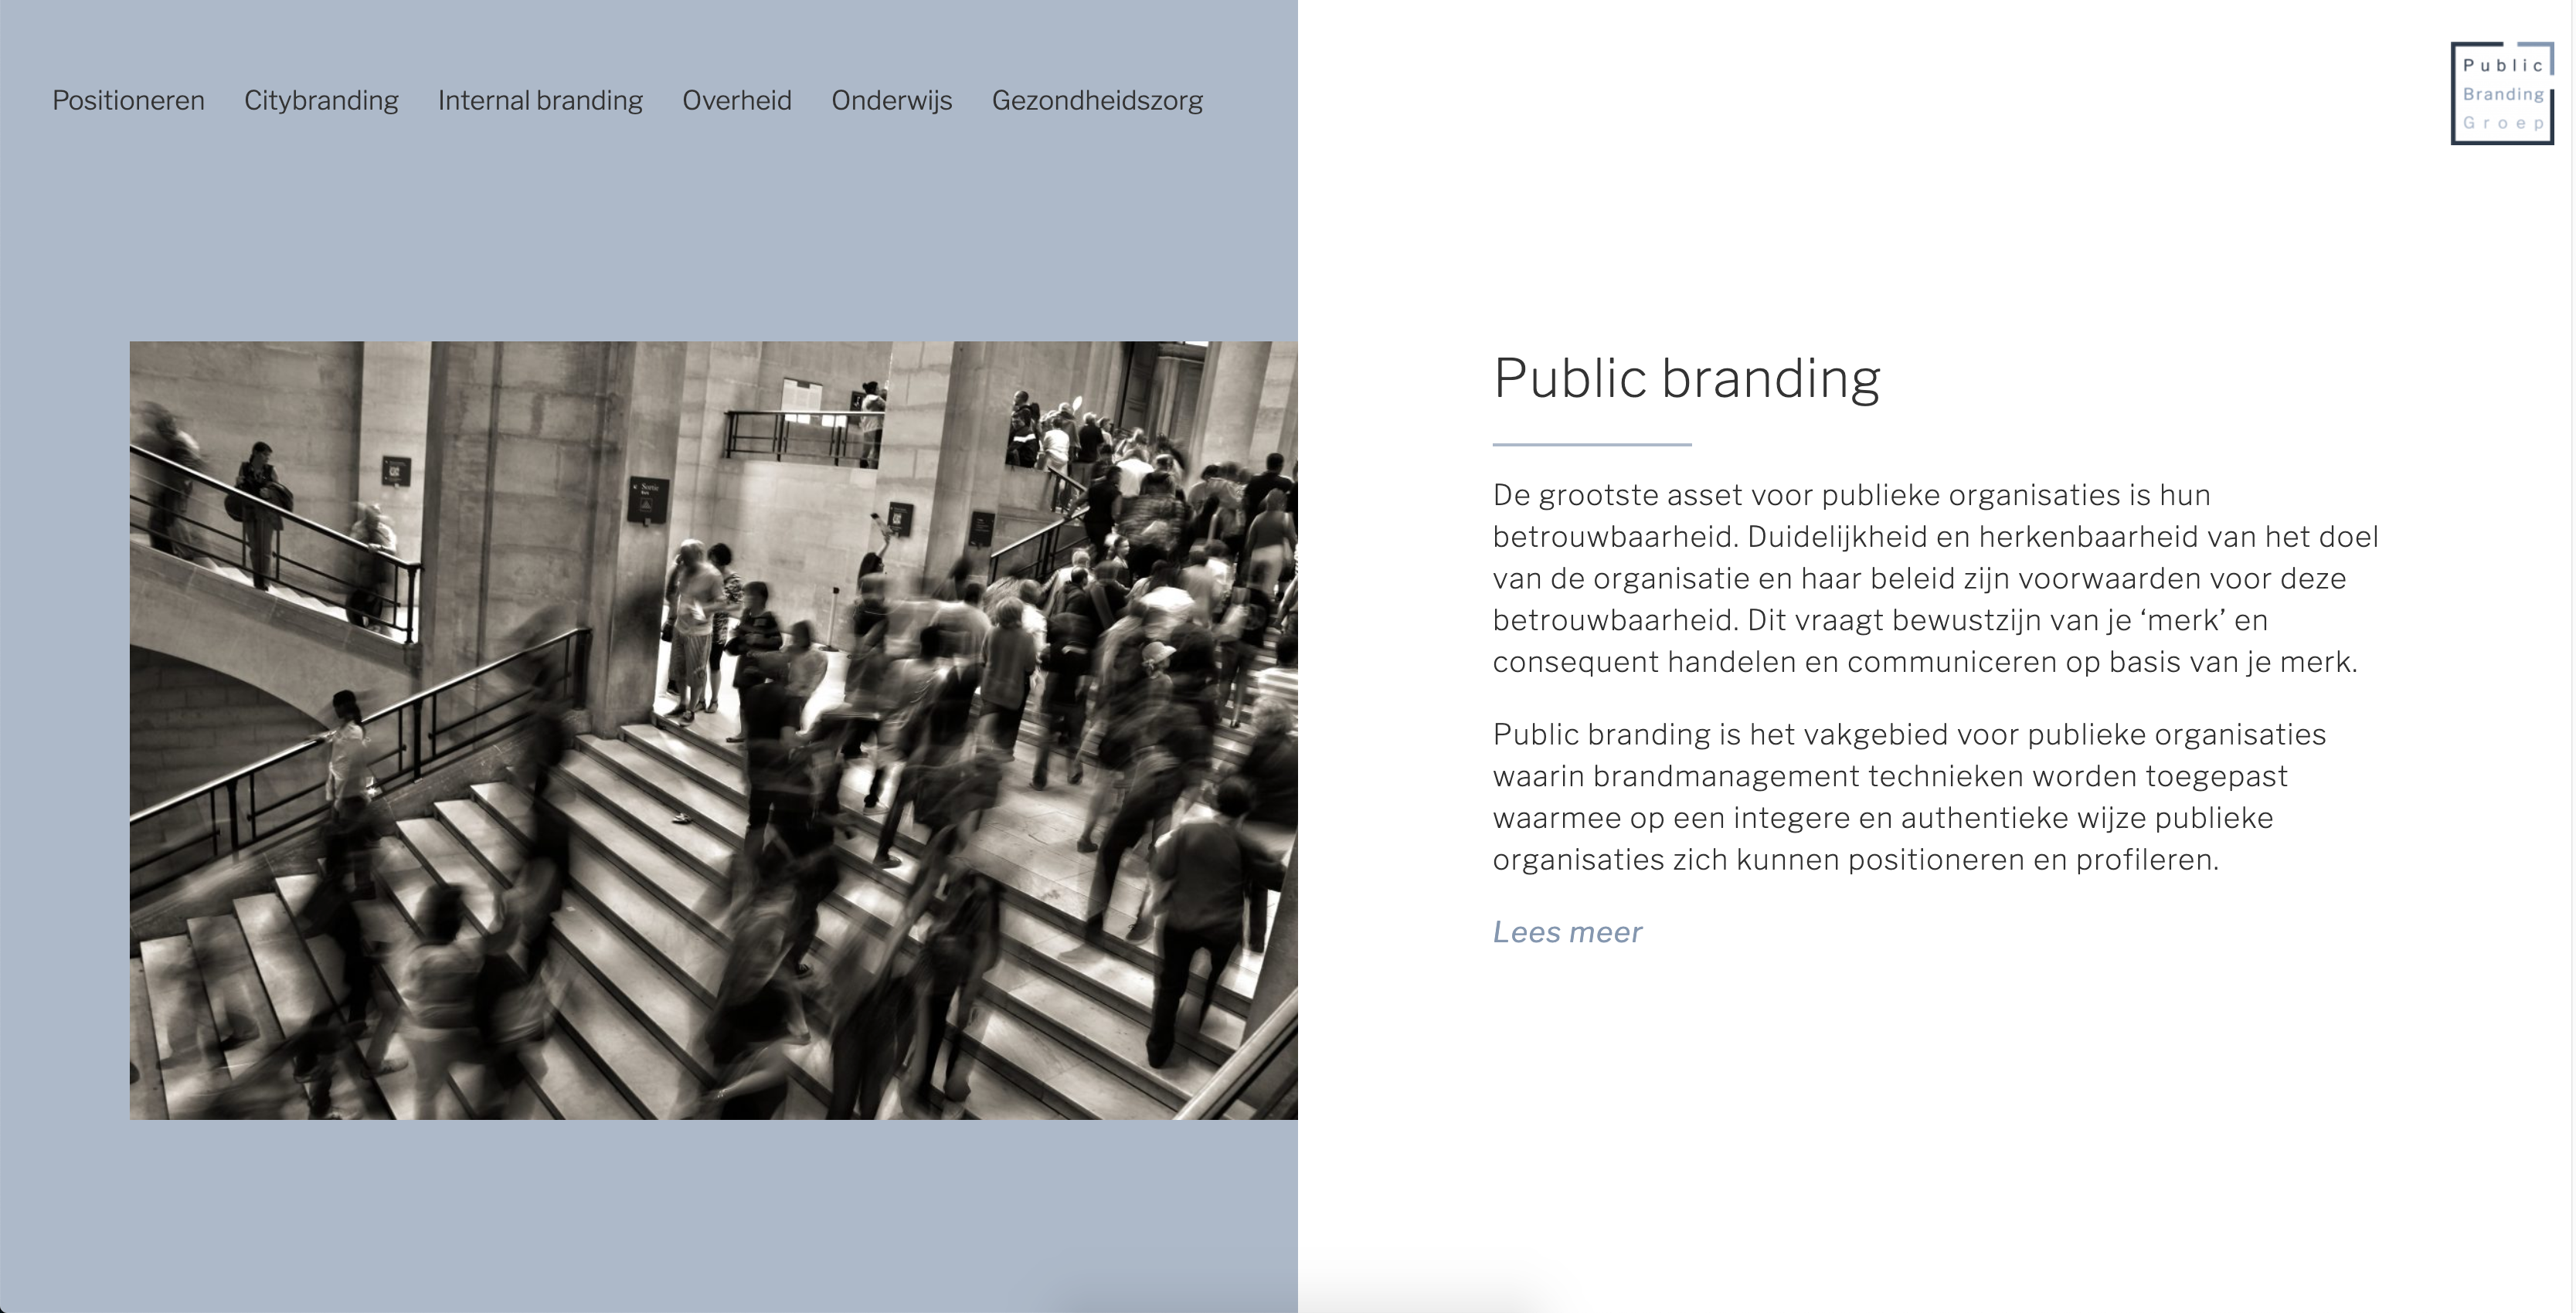 Positioneren Citybranding Internal branding Overheid Onderwijs Gezondheidszorg
Public
Branding
Groep
Sortie
Public branding
De grootste asset voor publieke organisaties is hun
betrouwbaarheid. Duidelijkheid en herkenbaarheid van het doel
van de organisatie en haar beleid zijn voorwaarden voor deze
betrouwbaarheid. Dit vraagt bewustzijn van je ‘merk’ en
consequent handelen en communiceren op basis van je merk.
Public branding is het vakgebied voor publieke organisaties
waarin brandmanagement technieken worden toegepast
waarmee op een integere en authentieke wijze publieke
organisaties zich kunnen positioneren en profileren.
Lees meer